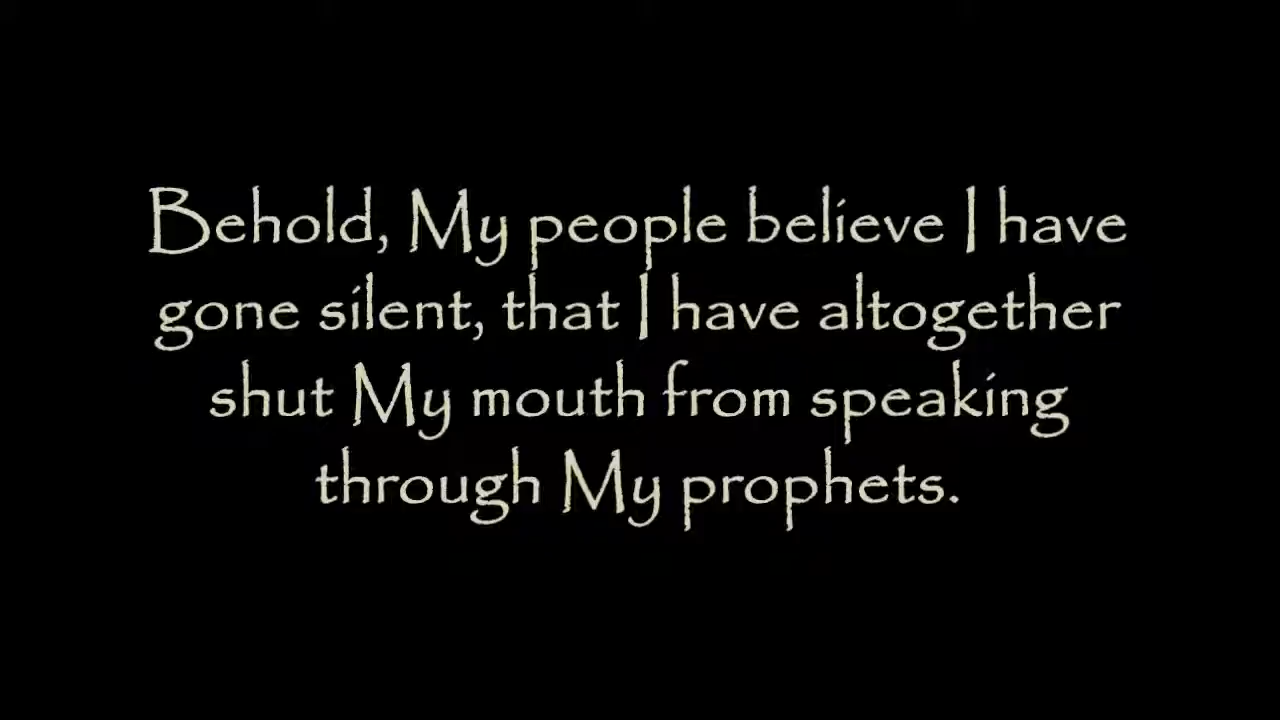 Behold, My people believe I have
gone silent, that I have altogether
shut My mouth from speaking
through My prophets.